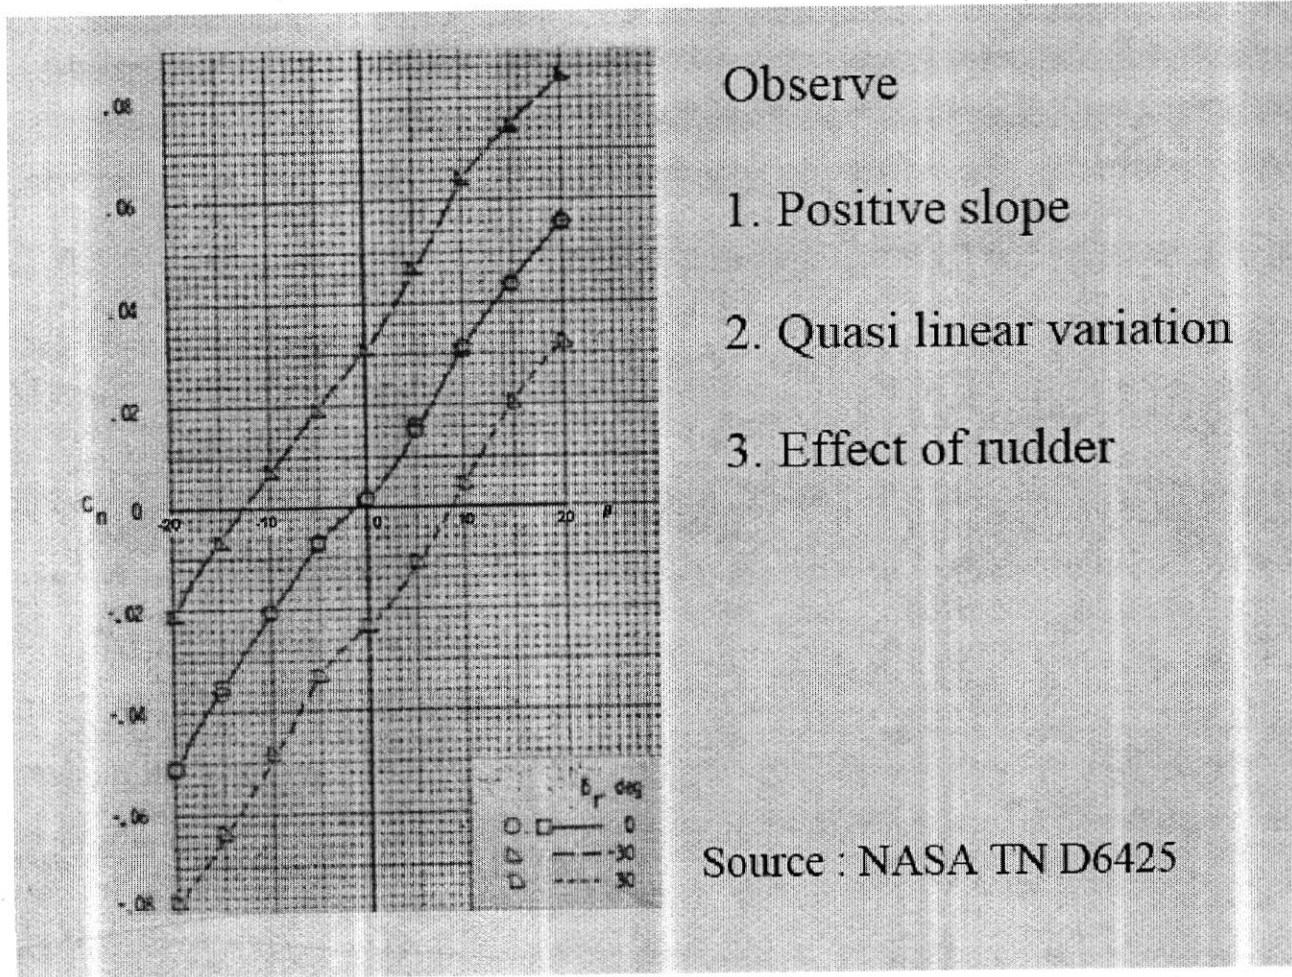 Observe
1. Positive slope
2. Quasi linear variation
3. Effect of rudder
.08
.06
.04
.02
C n 0
-20 -10 0 10 20 β
-.02
-.04
-.06
-.08
δr deg
0
-30
30
Source : NASA TN D6425